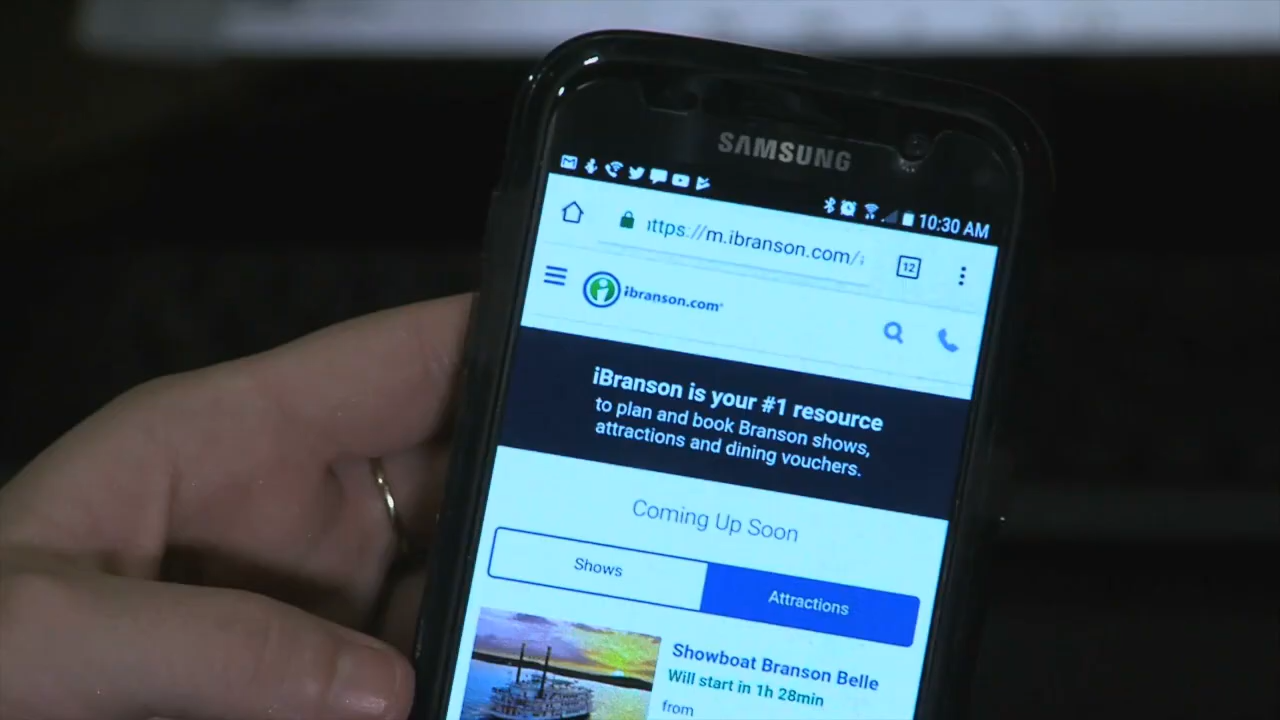 SAMSUNG
10:30 AM
ttps://m.ibranson.com/
12
ibranson.com
iBranson is your #1 resource
to plan and book Branson shows,
attractions and dining vouchers.
Coming Up Soon
Shows
Attractions
Showboat Branson Belle
Will start in 1h 28min
from